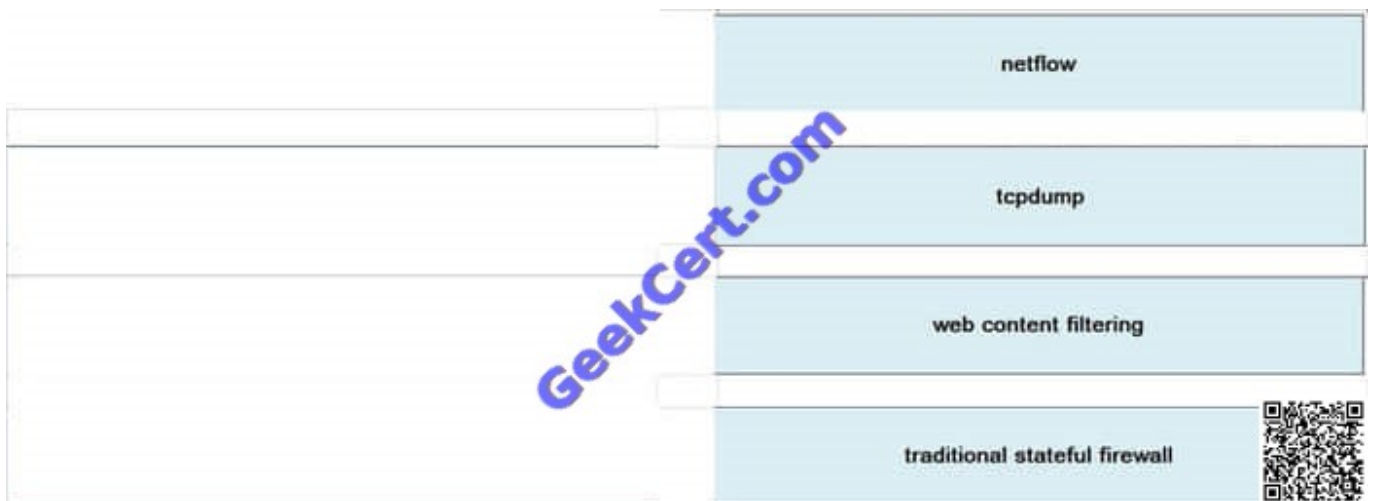 netflow
tcpdump
GeekCert.com
web content filtering
traditional stateful firewall